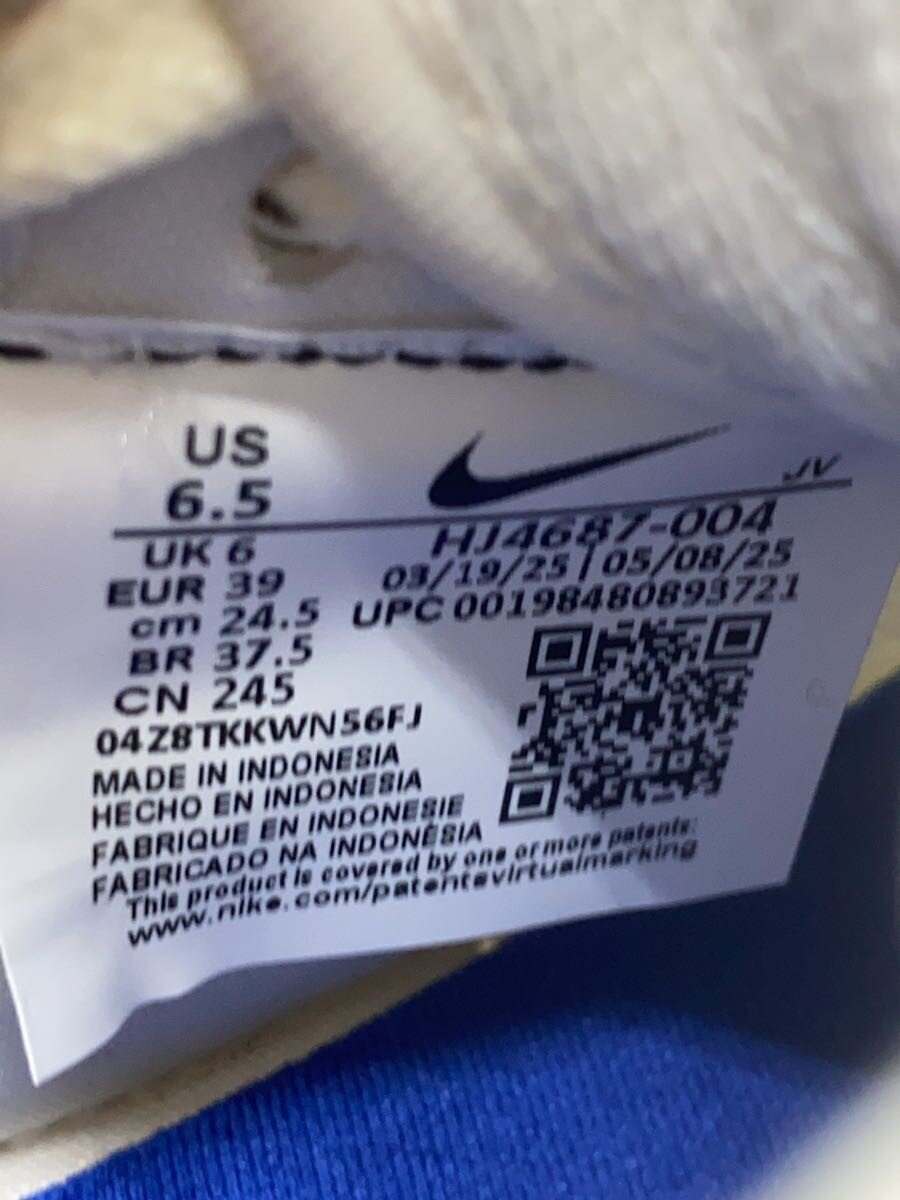 US
6.5
UK 6
EUR 39
cm 24.5
BR 37.5
CN 245
JV
HJ4687-004
03/19/25 | 05/08/25
UPC 00198480893721
04Z8TKKWN56FJ
MADE IN INDONESIA
HECHO EN INDONESIA
FABRIQUE EN INDONESIE
FABRICADO NA INDONÉSIA
This product is covered by one or more patents:
www.nike.com/patentsvirtualmarking